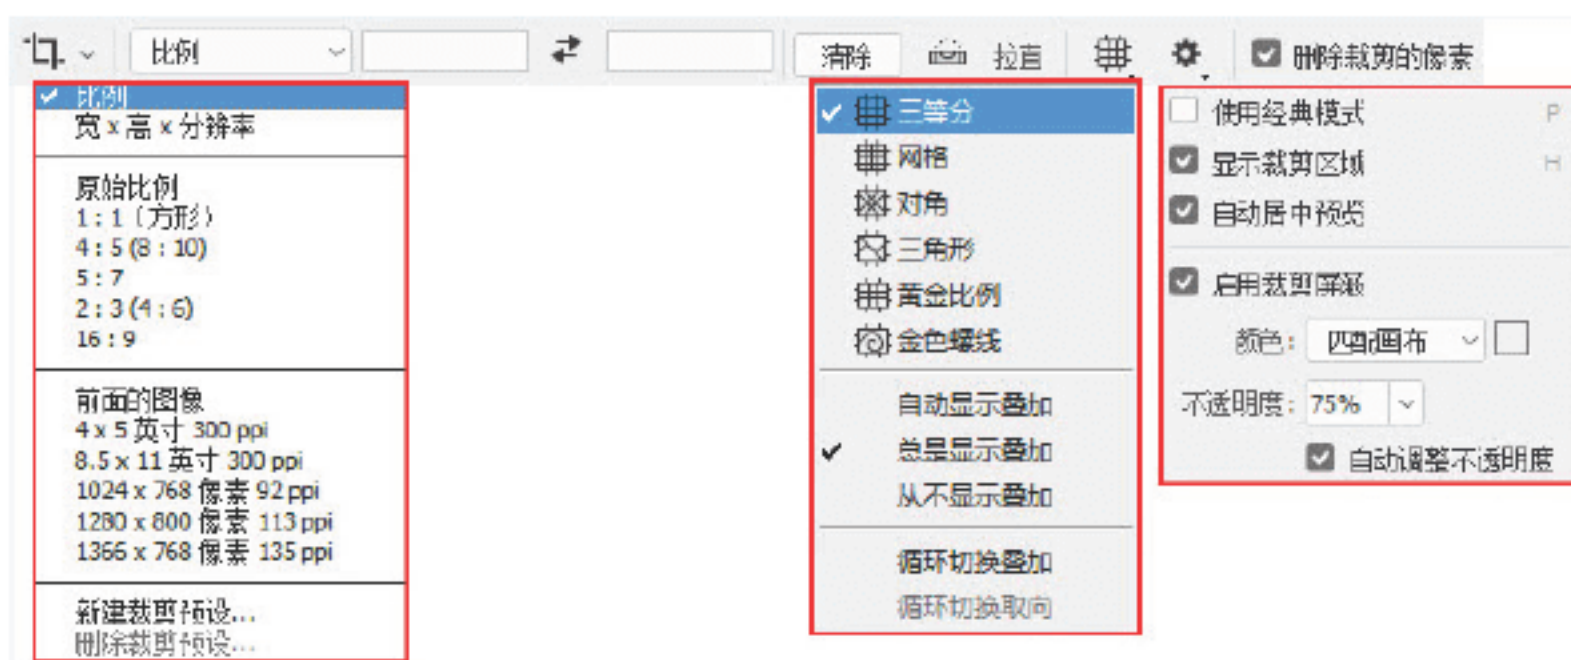 比例 清除 拉直 删除裁剪的像素
比例
宽 x 高 x 分辨率
原始比例
1 : 1 (方形)
4 : 5 (8 : 10)
5 : 7
2 : 3 (4 : 6)
16 : 9
前面的图像
4 x 5 英寸 300 ppi
8.5 x 11 英寸 300 ppi
1024 x 768 像素 92 ppi
1280 x 800 像素 113 ppi
1366 x 768 像素 135 ppi
新建裁剪预设...
删除裁剪预设...
三等分
网格
对角
三角形
黄金比例
金色螺线
自动显示叠加
总是显示叠加
从不显示叠加
循环切换叠加
循环切换取向
使用经典模式 P
显示裁剪区域 H
自动居中预览
启用裁剪屏蔽
颜色: 匹配画布
不透明度: 75%
自动调整不透明度